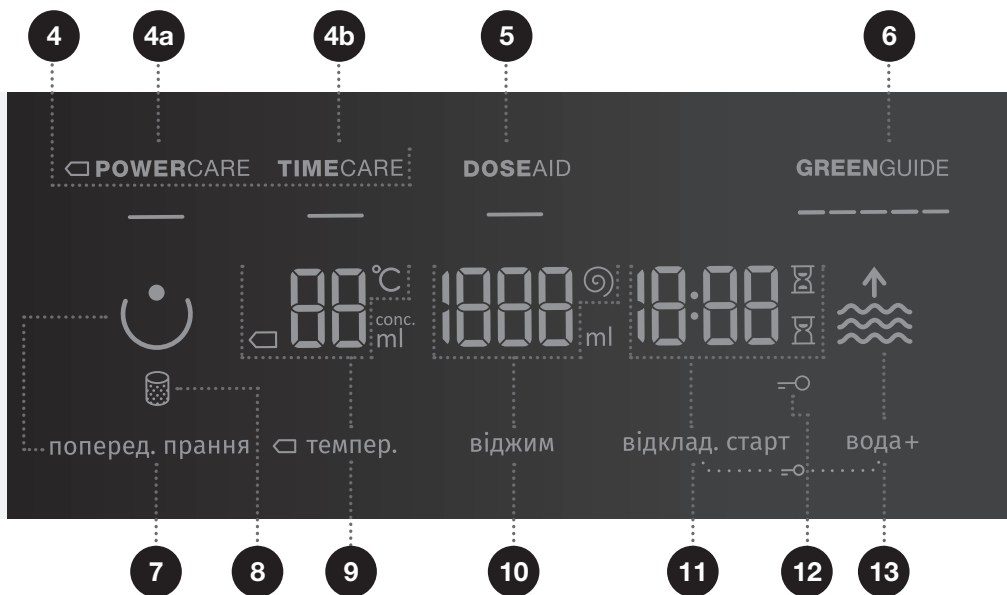 4 4a 4b 5 6
POWERCARE TIMECARE DOSEAID GREENGUIDE
88 °C 1888 18:88
conc.
ml ml
поперед. прання темпер. віджим відклад. старт вода+
7 8 9 10 11 12 13